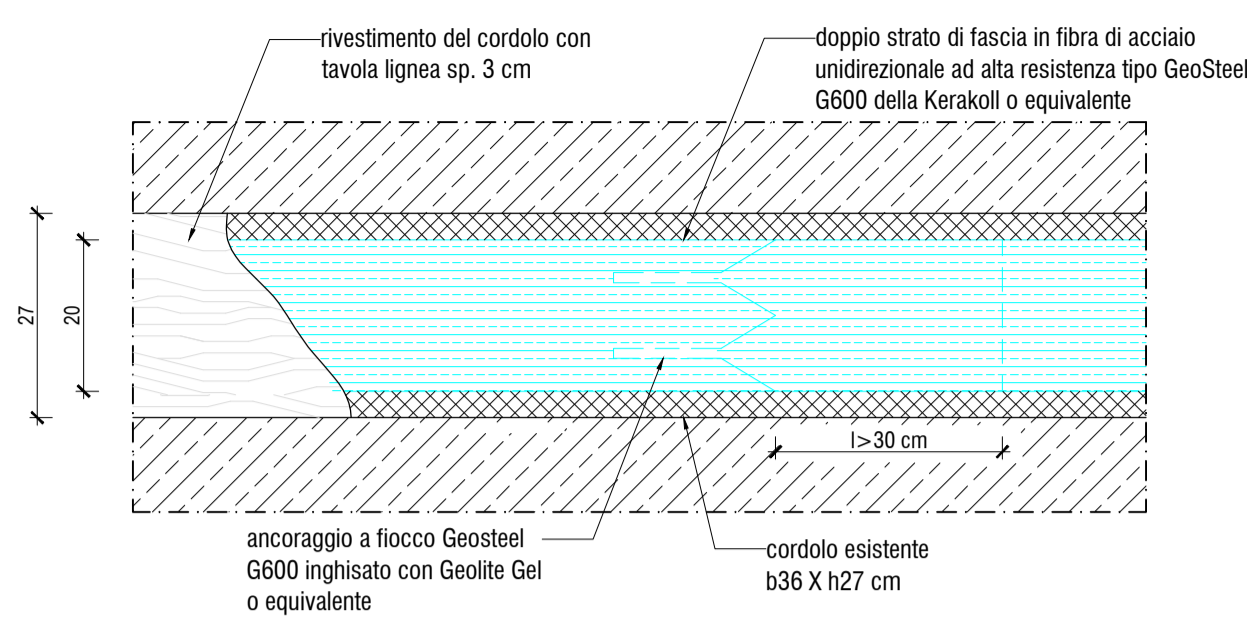 rivestimento del cordolo con
tavola lignea sp. 3 cm
doppio strato di fascia in fibra di acciaio
unidirezionale ad alta resistenza tipo GeoSteel
G600 della Kerakoll o equivalente
27
20
l>30 cm
ancoraggio a fiocco Geosteel
G600 inghisato con Geolite Gel
o equivalente
cordolo esistente
b36 X h27 cm